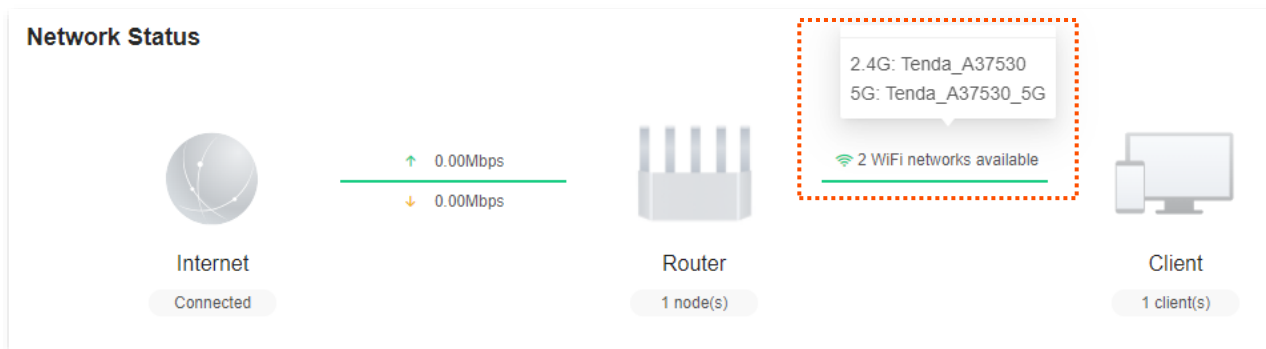 Network Status
2.4G: Tenda_A37530
5G: Tenda_A37530_5G
0.00Mbps
2 WiFi networks available
0.00Mbps
Internet
Router
Client
Connected
1 node(s)
1 client(s)